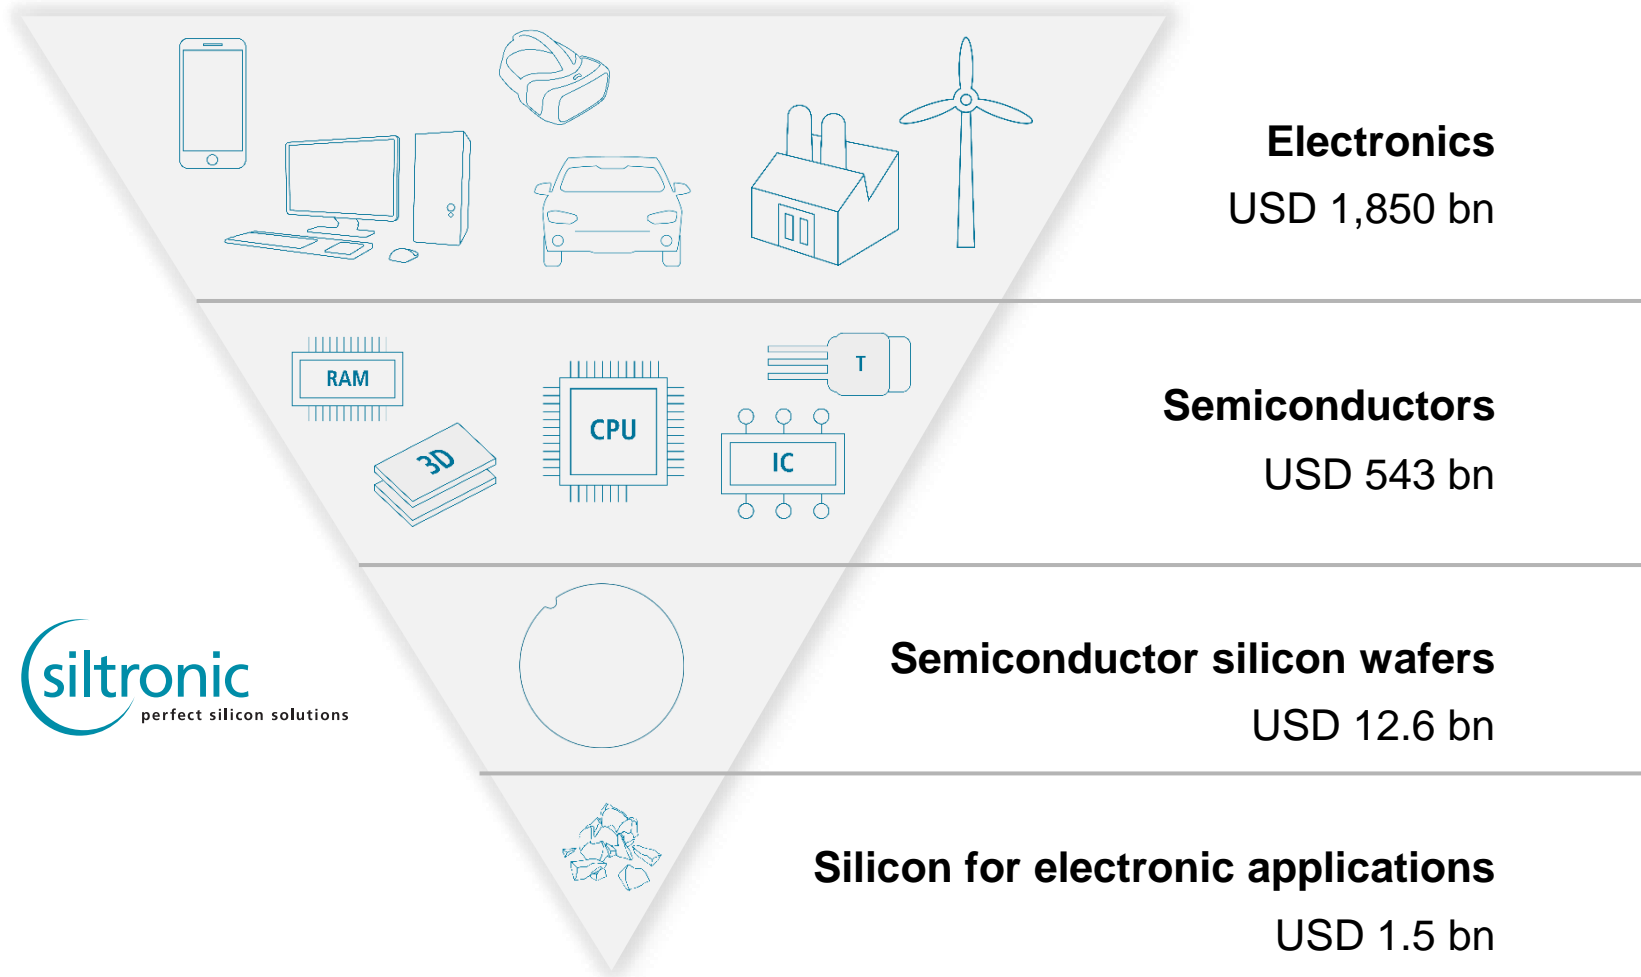 Electronics
USD 1,850 bn
RAM
T
3D
CPU
IC
Semiconductors
USD 543 bn
siltronic
perfect silicon solutions
Semiconductor silicon wafers
USD 12.6 bn
Silicon for electronic applications
USD 1.5 bn